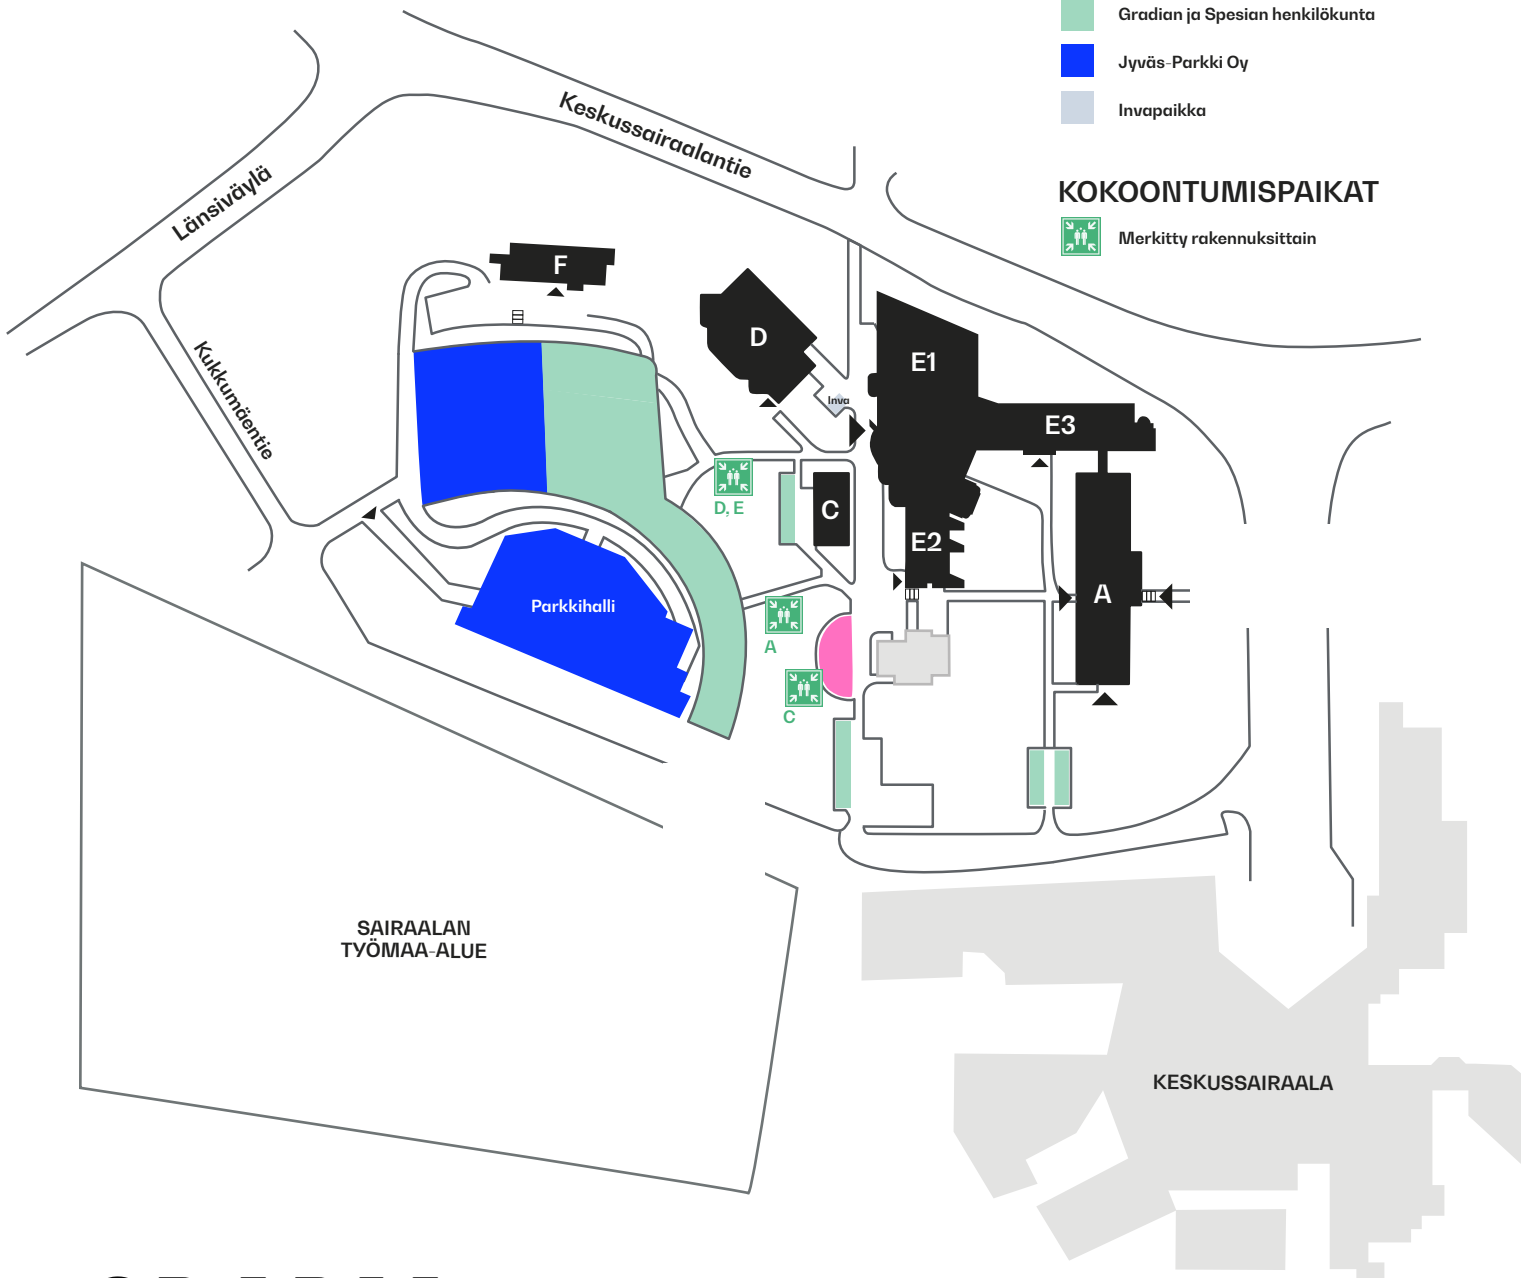 Gradian ja Spesian henkilökunta
Jyväs-Parkki Oy
Invapaikka
KOKOONTUMISPAIKAT
Merkitty rakennuksittain
Keskussairaalantie
Länsiväylä
Kukkumäentie
F
D
E1
Inva
E3
D, E
C
E2
A
Parkkihalli
A
C
SAIRAALAN
TYÖMAA-ALUE
KESKUSSAIRAALA